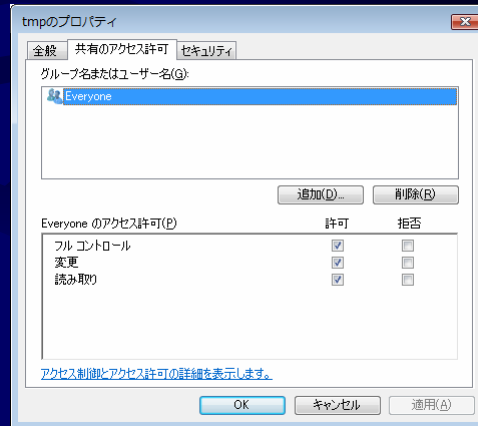 tmpのプロパティ
全般 共有のアクセス許可 セキュリティ
グループ名またはユーザー名(G):
Everyone
追加(D)... 削除(R)
Everyone のアクセス許可(P) 許可 拒否
フル コントロール
変更
読み取り
アクセス制御とアクセス許可の詳細を表示します。
OK キャンセル 適用(A)